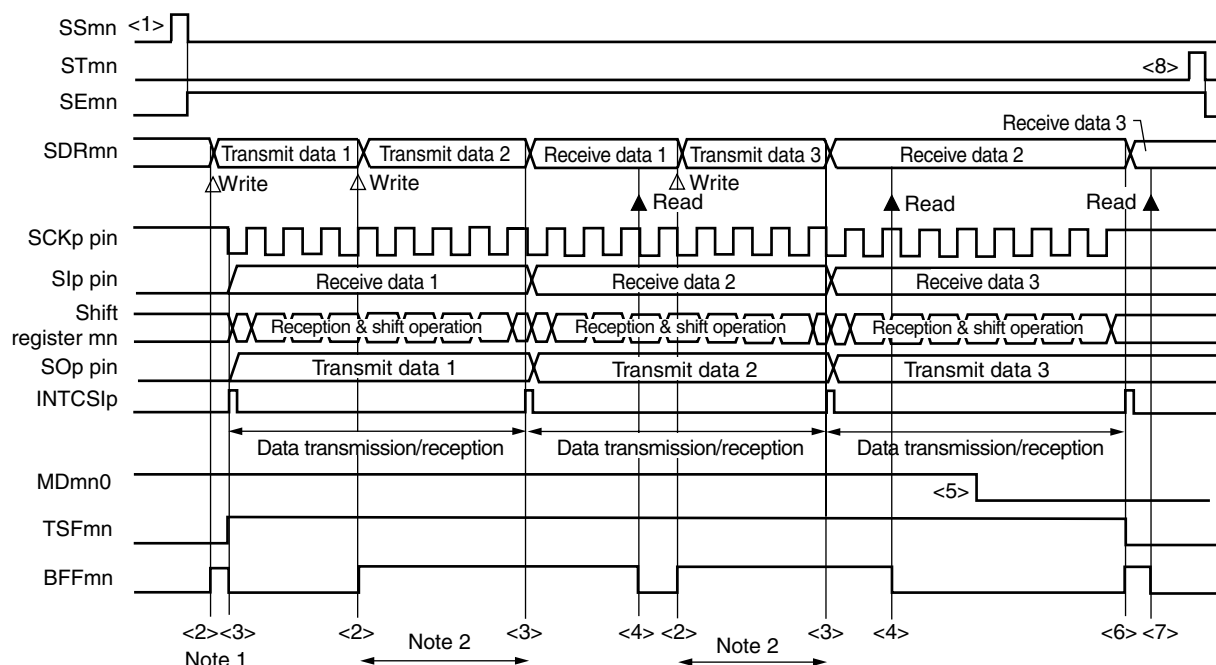 SSmn <1>
STmn <8>
SEmn
Receive data 3
SDRmn Transmit data 1 Transmit data 2 Receive data 1 Transmit data 3 Receive data 2
Write Write Write
Read Read Read
SCKp pin
SIp pin Receive data 1 Receive data 2 Receive data 3
Shift
register mn Reception & shift operation Reception & shift operation Reception & shift operation
SOp pin Transmit data 1 Transmit data 2 Transmit data 3
INTCSIp
Data transmission/reception Data transmission/reception Data transmission/reception
MDmn0 <5>
TSFmn
BFFmn
<2> <3> <2> <3> <4> <2> <3> <4> <6> <7>
Note 1 Note 2 Note 2